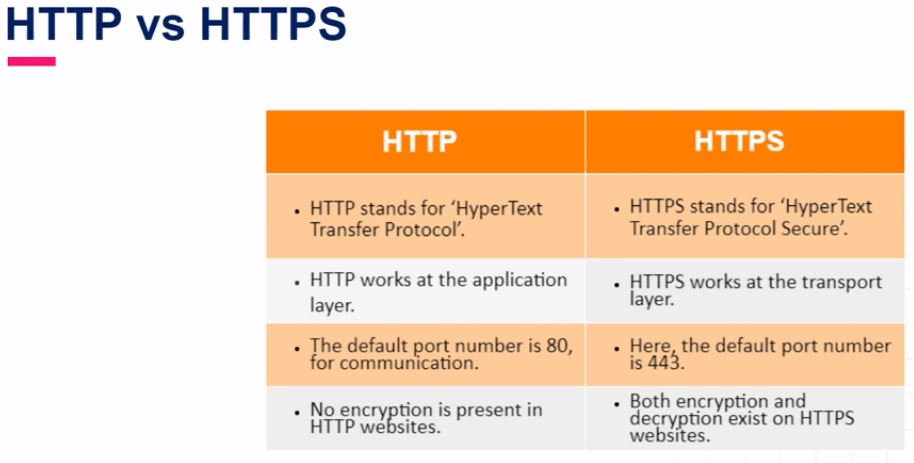 HTTP vs HTTPS
HTTP
HTTPS
• HTTP stands for ‘HyperText
Transfer Protocol’.
• HTTPS stands for ‘HyperText
Transfer Protocol Secure’.
• HTTP works at the application
layer.
• HTTPS works at the transport
layer.
• The default port number is 80,
for communication.
• Here, the default port number
is 443.
• No encryption is present in
HTTP websites.
• Both encryption and
decryption exist on HTTPS
websites.